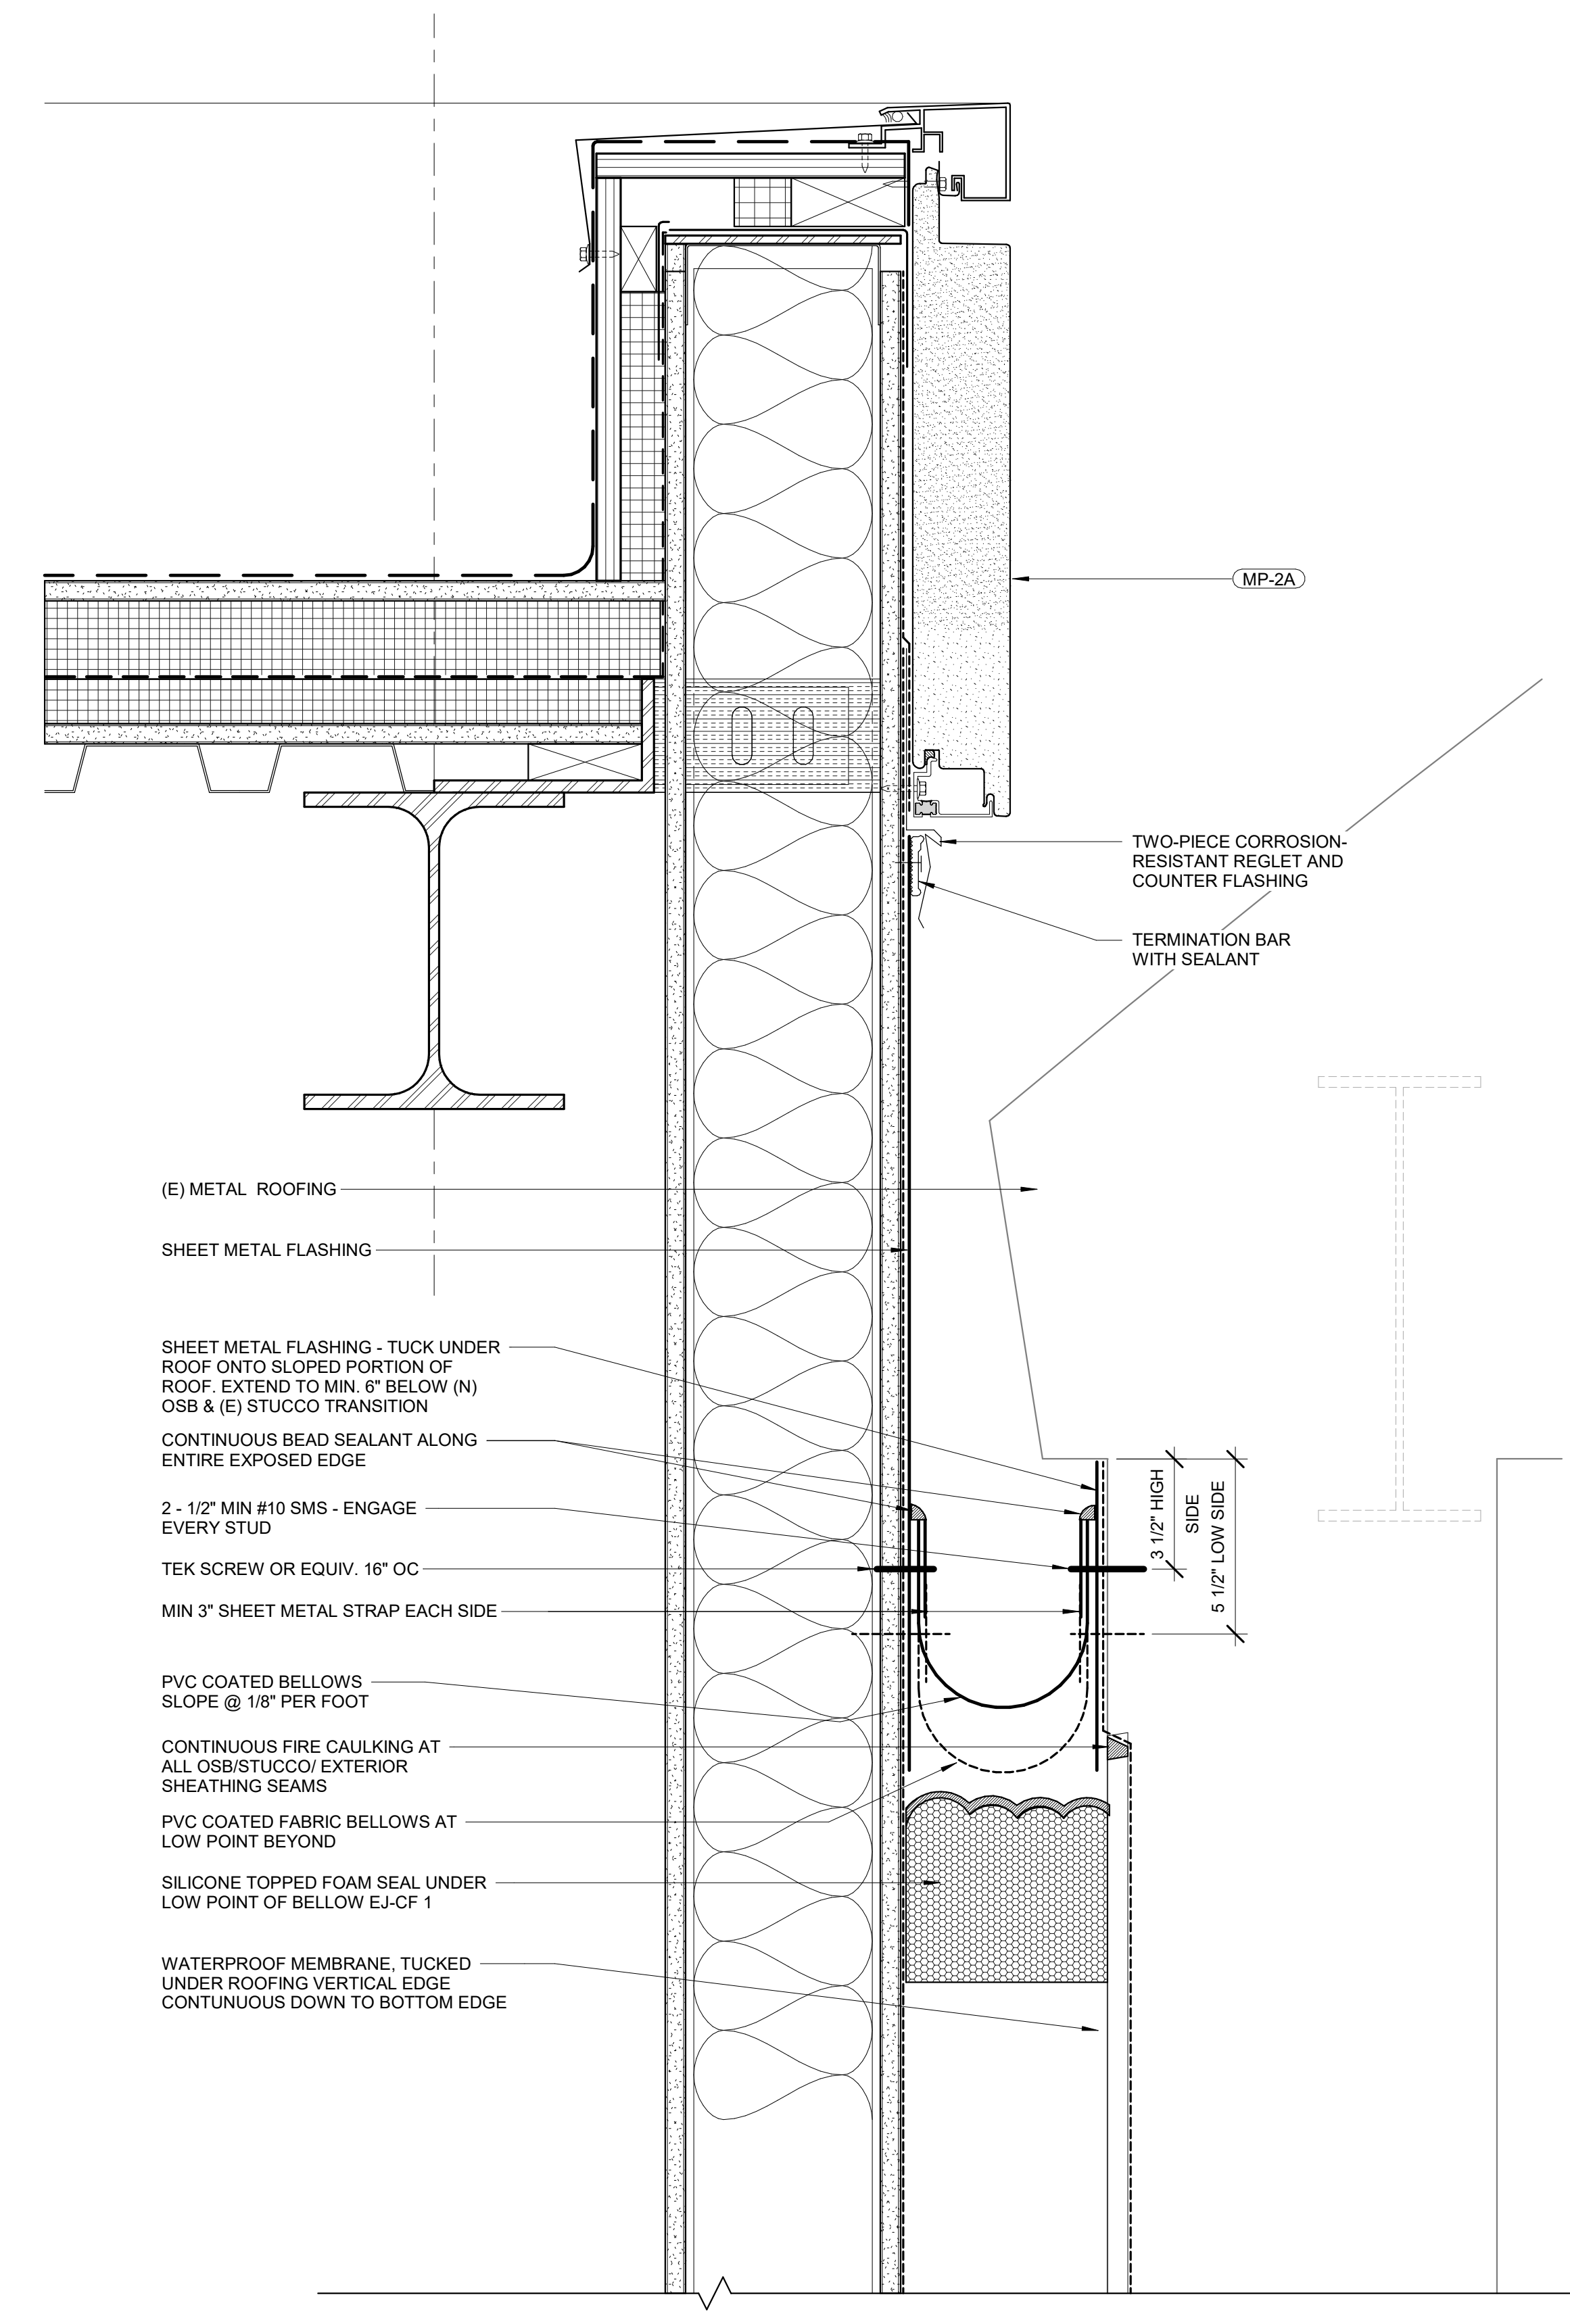 MP-2A
TWO-PIECE CORROSION-
RESISTANT REGLET AND
COUNTER FLASHING
TERMINATION BAR
WITH SEALANT
(E) METAL ROOFING
SHEET METAL FLASHING
SHEET METAL FLASHING - TUCK UNDER
ROOF ONTO SLOPED PORTION OF
ROOF. EXTEND TO MIN. 6" BELOW (N)
OSB & (E) STUCCO TRANSITION
CONTINUOUS BEAD SEALANT ALONG
ENTIRE EXPOSED EDGE
2 - 1/2" MIN #10 SMS - ENGAGE
EVERY STUD
TEK SCREW OR EQUIV. 16" OC
MIN 3" SHEET METAL STRAP EACH SIDE
3 1/2" HIGH
SIDE
5 1/2" LOW SIDE
PVC COATED BELLOWS
SLOPE @ 1/8" PER FOOT
CONTINUOUS FIRE CAULKING AT
ALL OSB/STUCCO/ EXTERIOR
SHEATHING SEAMS
PVC COATED FABRIC BELLOWS AT
LOW POINT BEYOND
SILICONE TOPPED FOAM SEAL UNDER
LOW POINT OF BELLOW EJ-CF 1
WATERPROOF MEMBRANE, TUCKED
UNDER ROOFING VERTICAL EDGE
CONTUNUOUS DOWN TO BOTTOM EDGE